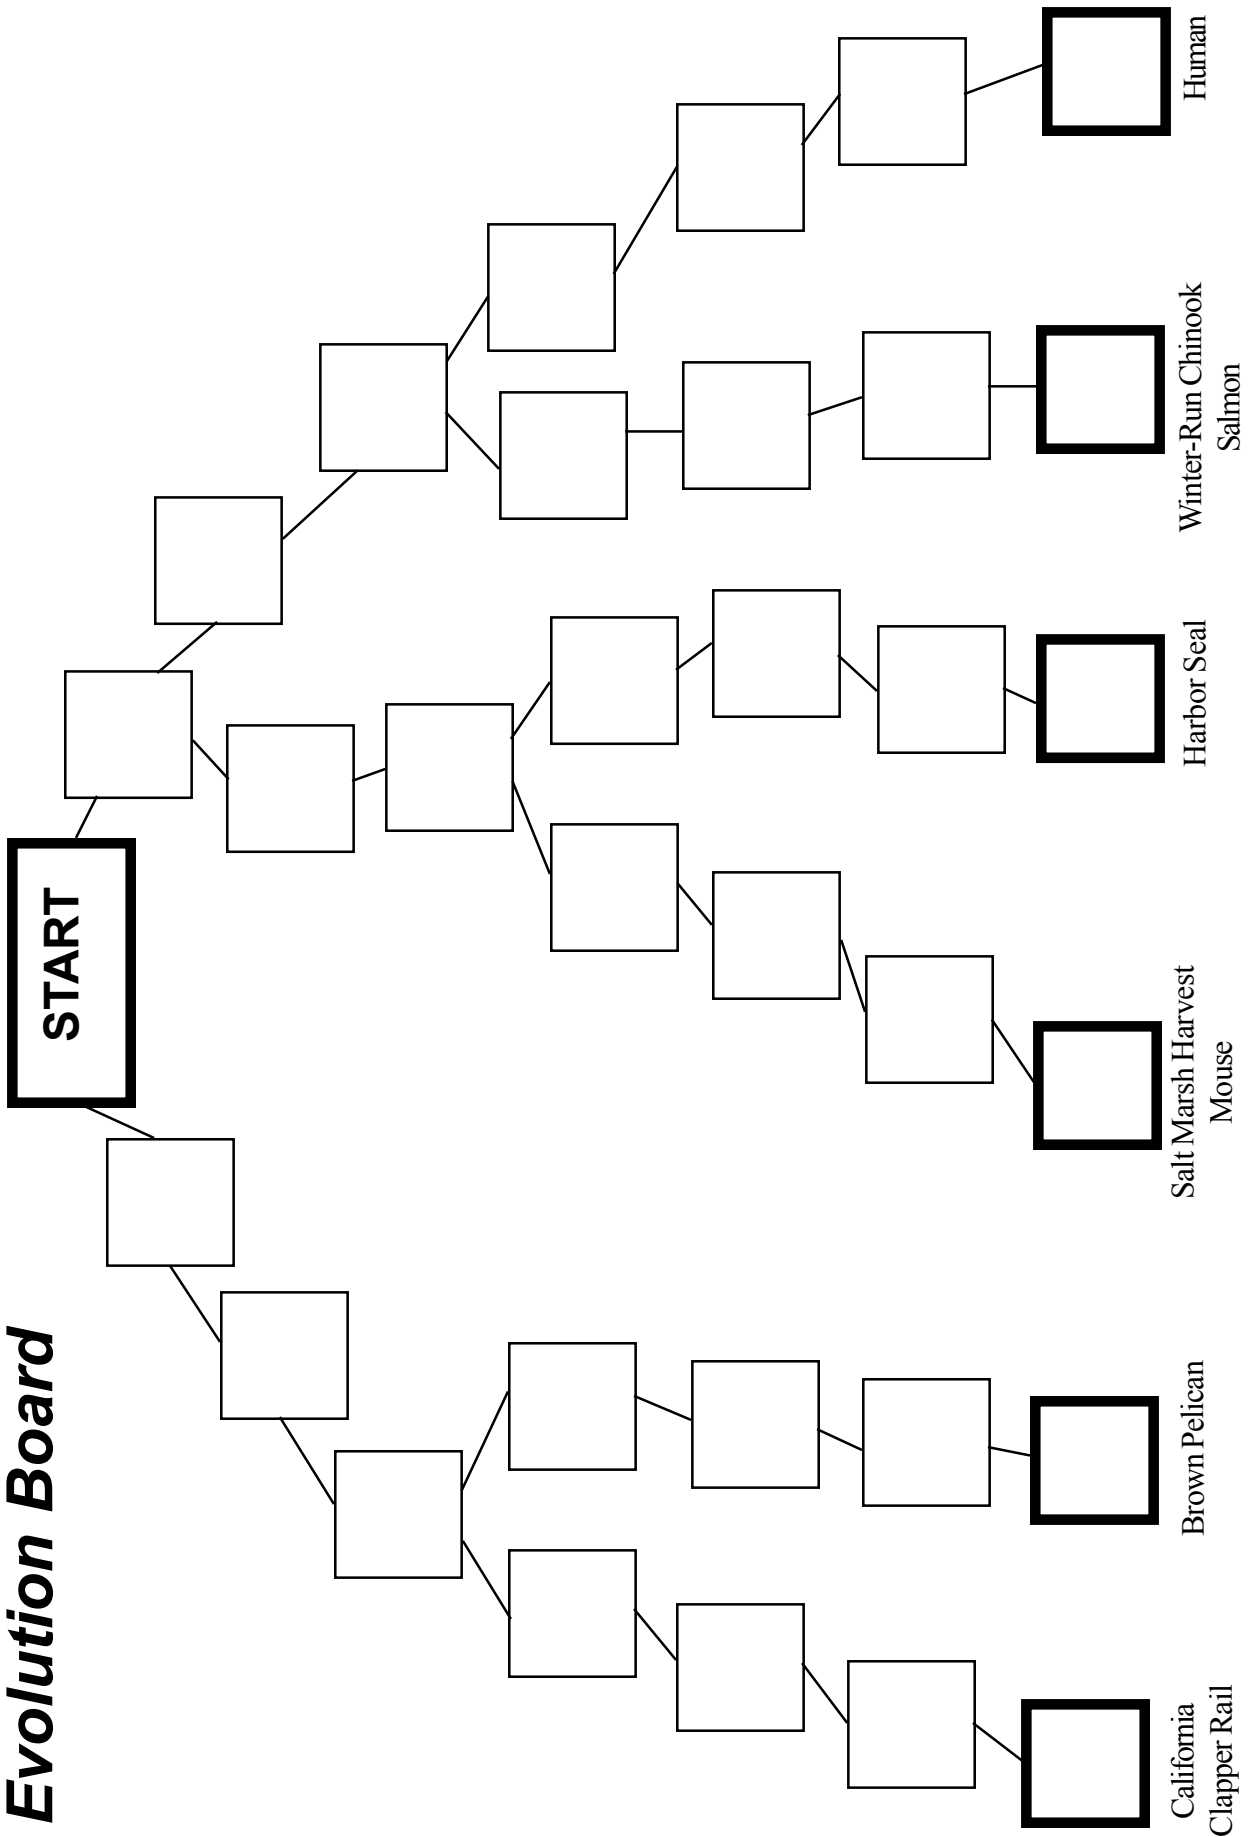 Evolution Board
START
California
Clapper Rail
Brown Pelican
Salt Marsh Harvest
Mouse
Harbor Seal
Winter-Run Chinook
Salmon
Human